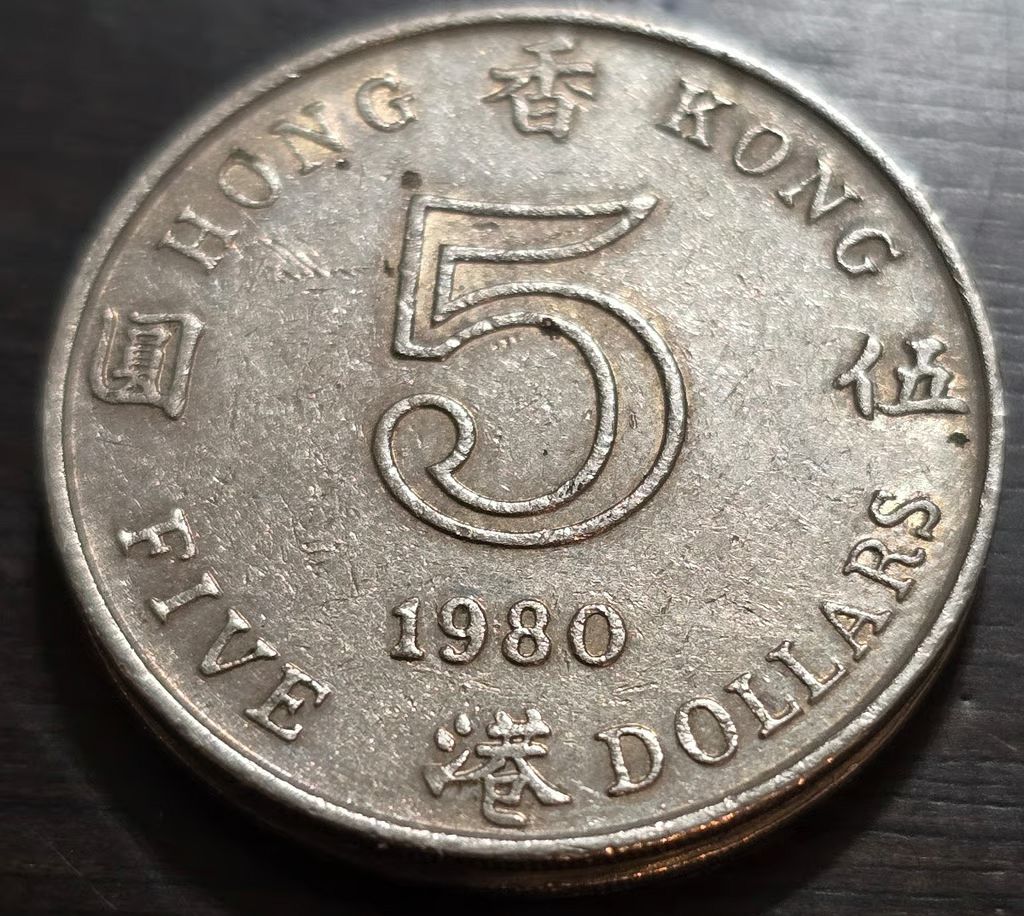 HONG 香 KONG
圓 伍
5
1980
FIVE 港 DOLLARS